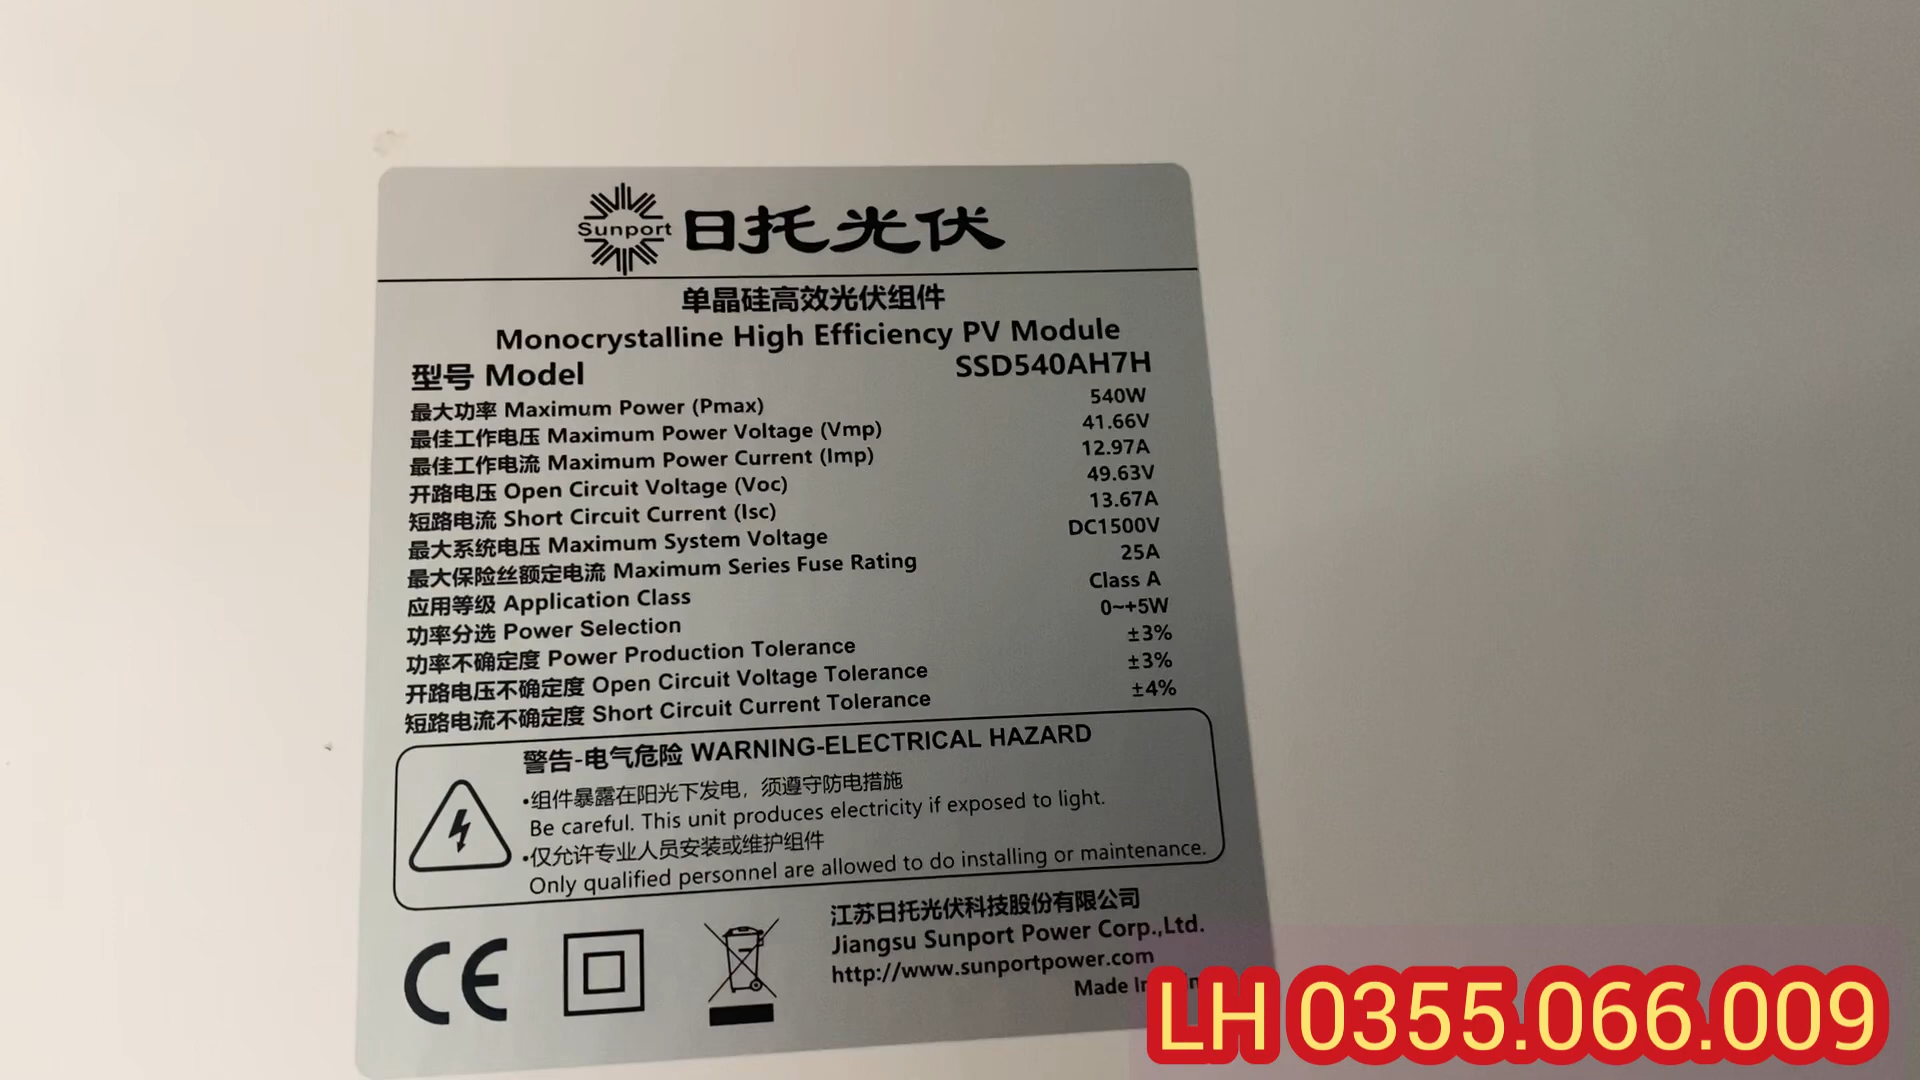 Sunport 日托光伏
单晶硅高效光伏组件
Monocrystalline High Efficiency PV Module
型号 Model SSD540AH7H
最大功率 Maximum Power (Pmax) 540W
最佳工作电压 Maximum Power Voltage (Vmp) 41.66V
最佳工作电流 Maximum Power Current (Imp) 12.97A
开路电压 Open Circuit Voltage (Voc) 49.63V
短路电流 Short Circuit Current (Isc) 13.67A
最大系统电压 Maximum System Voltage DC1500V
最大保险丝额定电流 Maximum Series Fuse Rating 25A
应用等级 Application Class Class A
功率分选 Power Selection 0~+5W
功率不确定度 Power Production Tolerance ±3%
开路电压不确定度 Open Circuit Voltage Tolerance ±3%
短路电流不确定度 Short Circuit Current Tolerance ±4%
警告-电气危险 WARNING-ELECTRICAL HAZARD
•组件暴露在阳光下发电，须遵守防电措施
Be careful. This unit produces electricity if exposed to light.
•仅允许专业人员安装或维护组件
Only qualified personnel are allowed to do installing or maintenance.
江苏日托光伏科技股份有限公司
Jiangsu Sunport Power Corp.,Ltd.
http://www.sunportpower.com
Made
CE
LH 0355.066.009